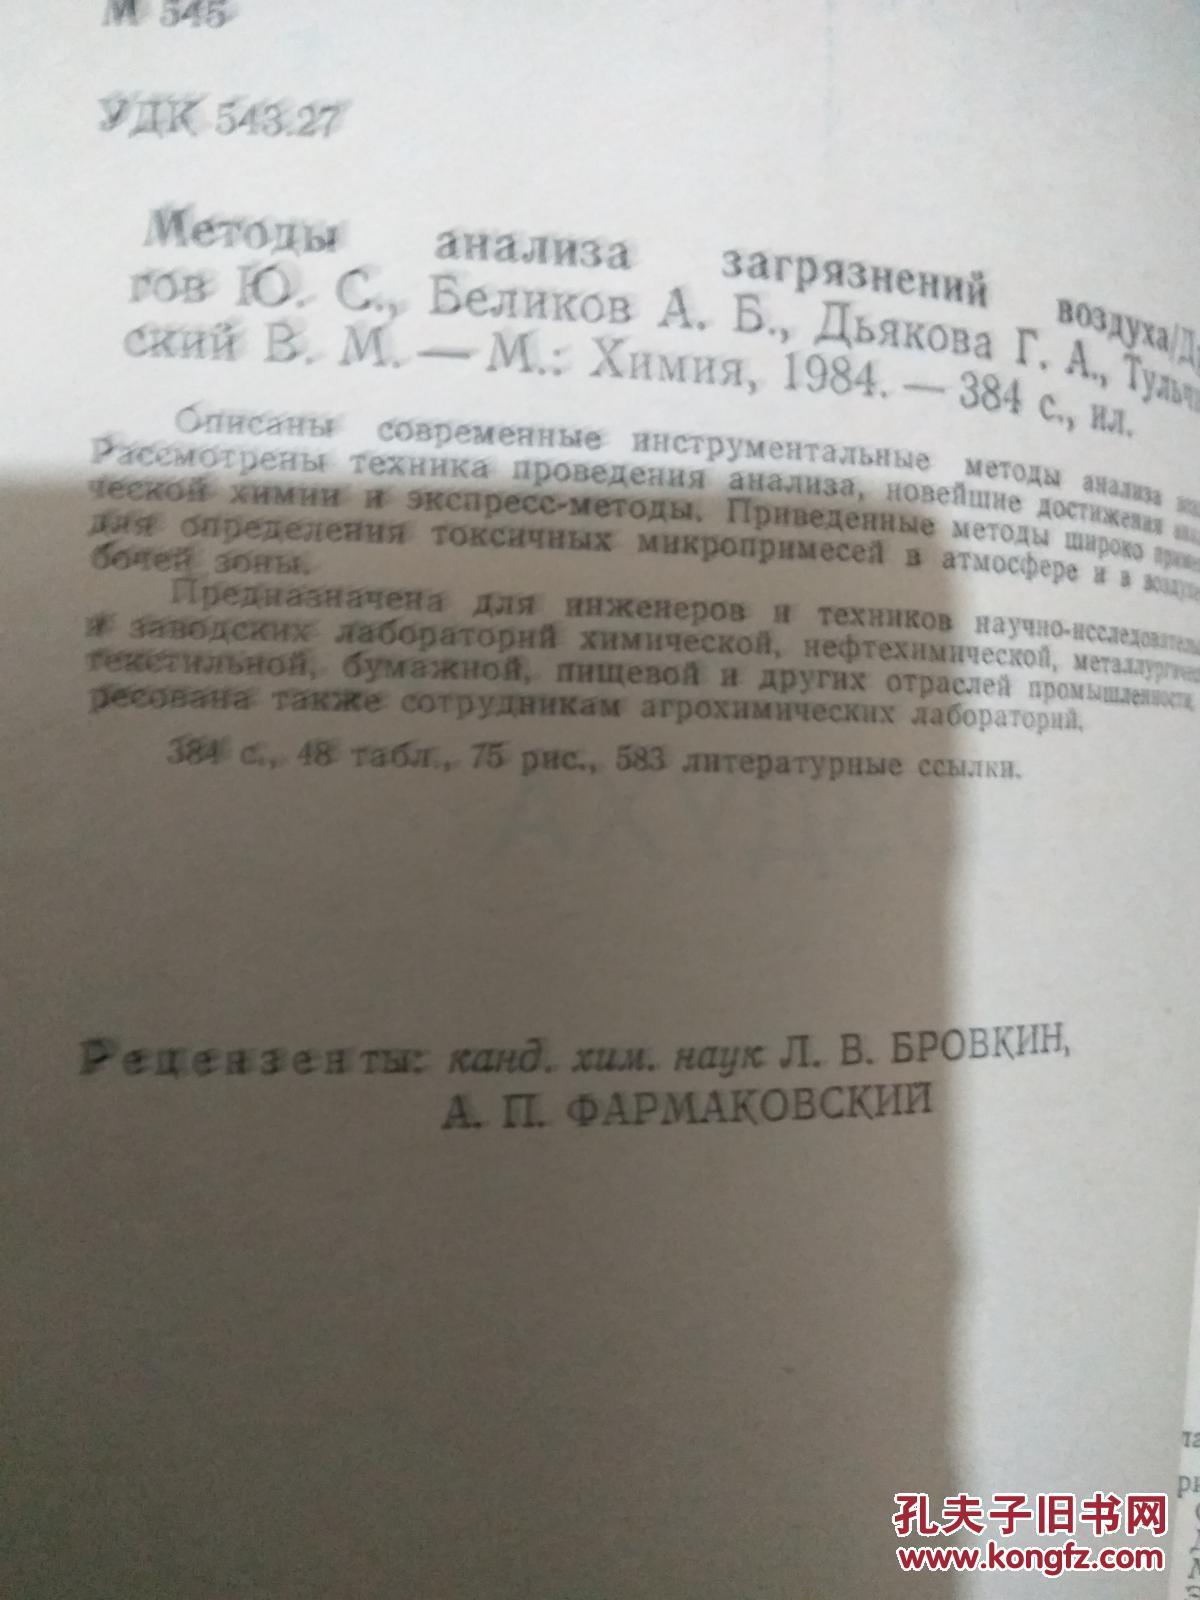 М 545
УДК 543.27
Методы анализа загрязнений воздуха/Д
гов Ю. С., Беликов А. Б., Дьякова Г. А., Тульч
ский В. М. — М.: Химия, 1984. — 384 с., ил.
Описаны современные инструментальные методы анализа
Рассмотрены техника проведения анализа, новейшие достижения
ческой химии и экспресс-методы. Приведенные методы широко
для определения токсичных микропримесей в атмосфере и в
бочей зоны.
Предназначена для инженеров и техников
и заводских лабораторий химической, нефтехимической,
текстильной, бумажной, пищевой и других отраслей промышленности,
ресована также сотрудникам агрохимических лабораторий.
384 с., 48 табл., 75 рис., 583 литературные ссылки.
Рецензенты: канд. хим. наук Л. В. БРОВКИН,
А. П. ФАРМАКОВСКИЙ
孔夫子旧书网
www.kongfz.com